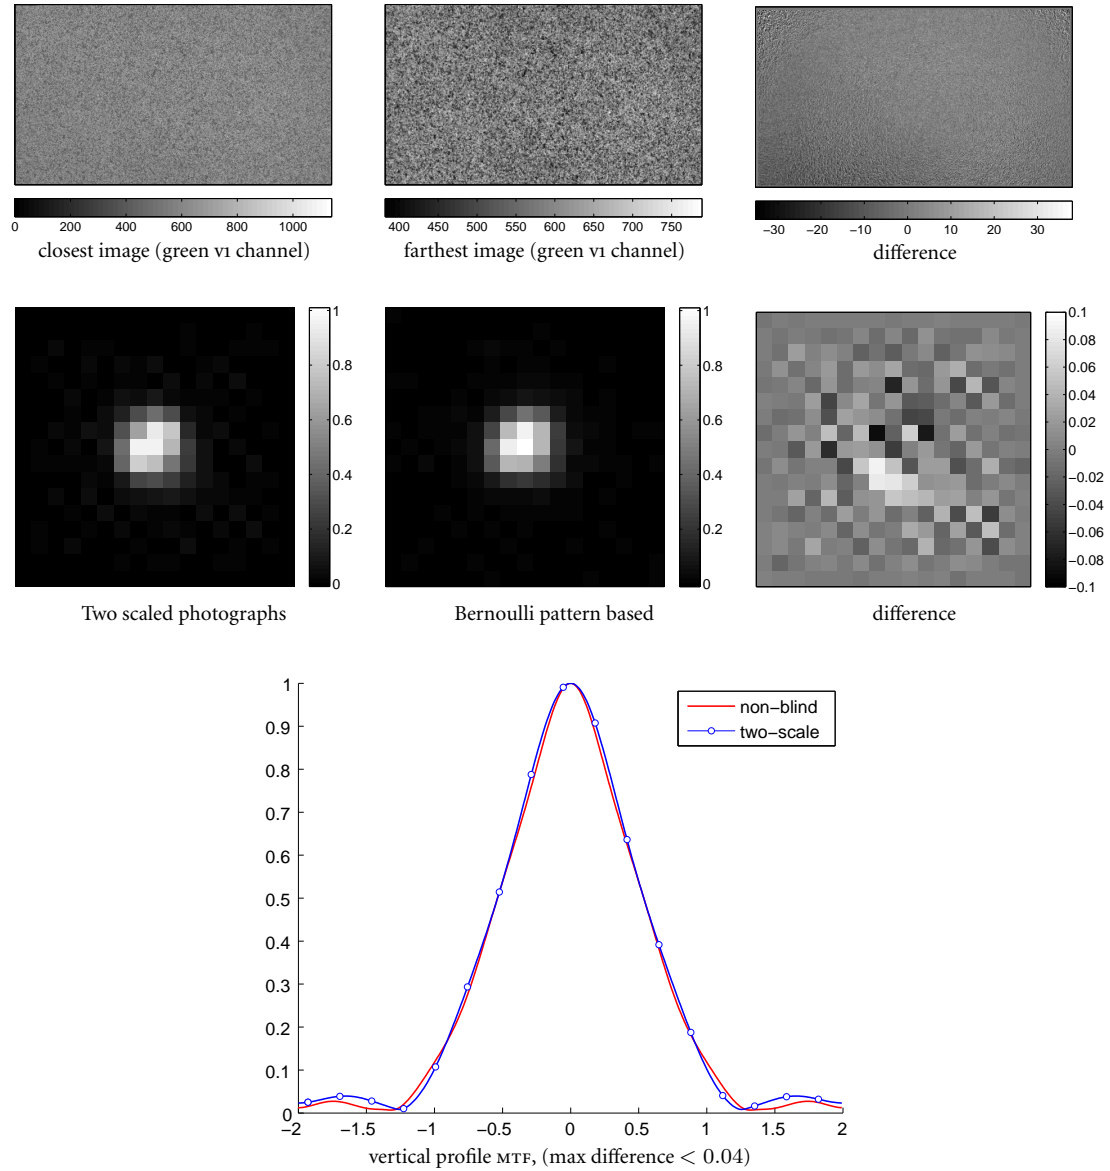 0 200 400 600 800 1000
closest image (green v1 channel)
400 450 500 550 600 650 700 750
farthest image (green v1 channel)
−30 −20 −10 0 10 20 30
difference
1
0.8
0.6
0.4
0.2
0
Two scaled photographs
1
0.8
0.6
0.4
0.2
0
Bernoulli pattern based
0.1
0.08
0.06
0.04
0.02
0
−0.02
−0.04
−0.06
−0.08
−0.1
difference
1
0.9
0.8
0.7
0.6
0.5
0.4
0.3
0.2
0.1
0
non−blind
two−scale
−2 −1.5 −1 −0.5 0 0.5 1 1.5 2
vertical profile MTF, (max difference < 0.04)